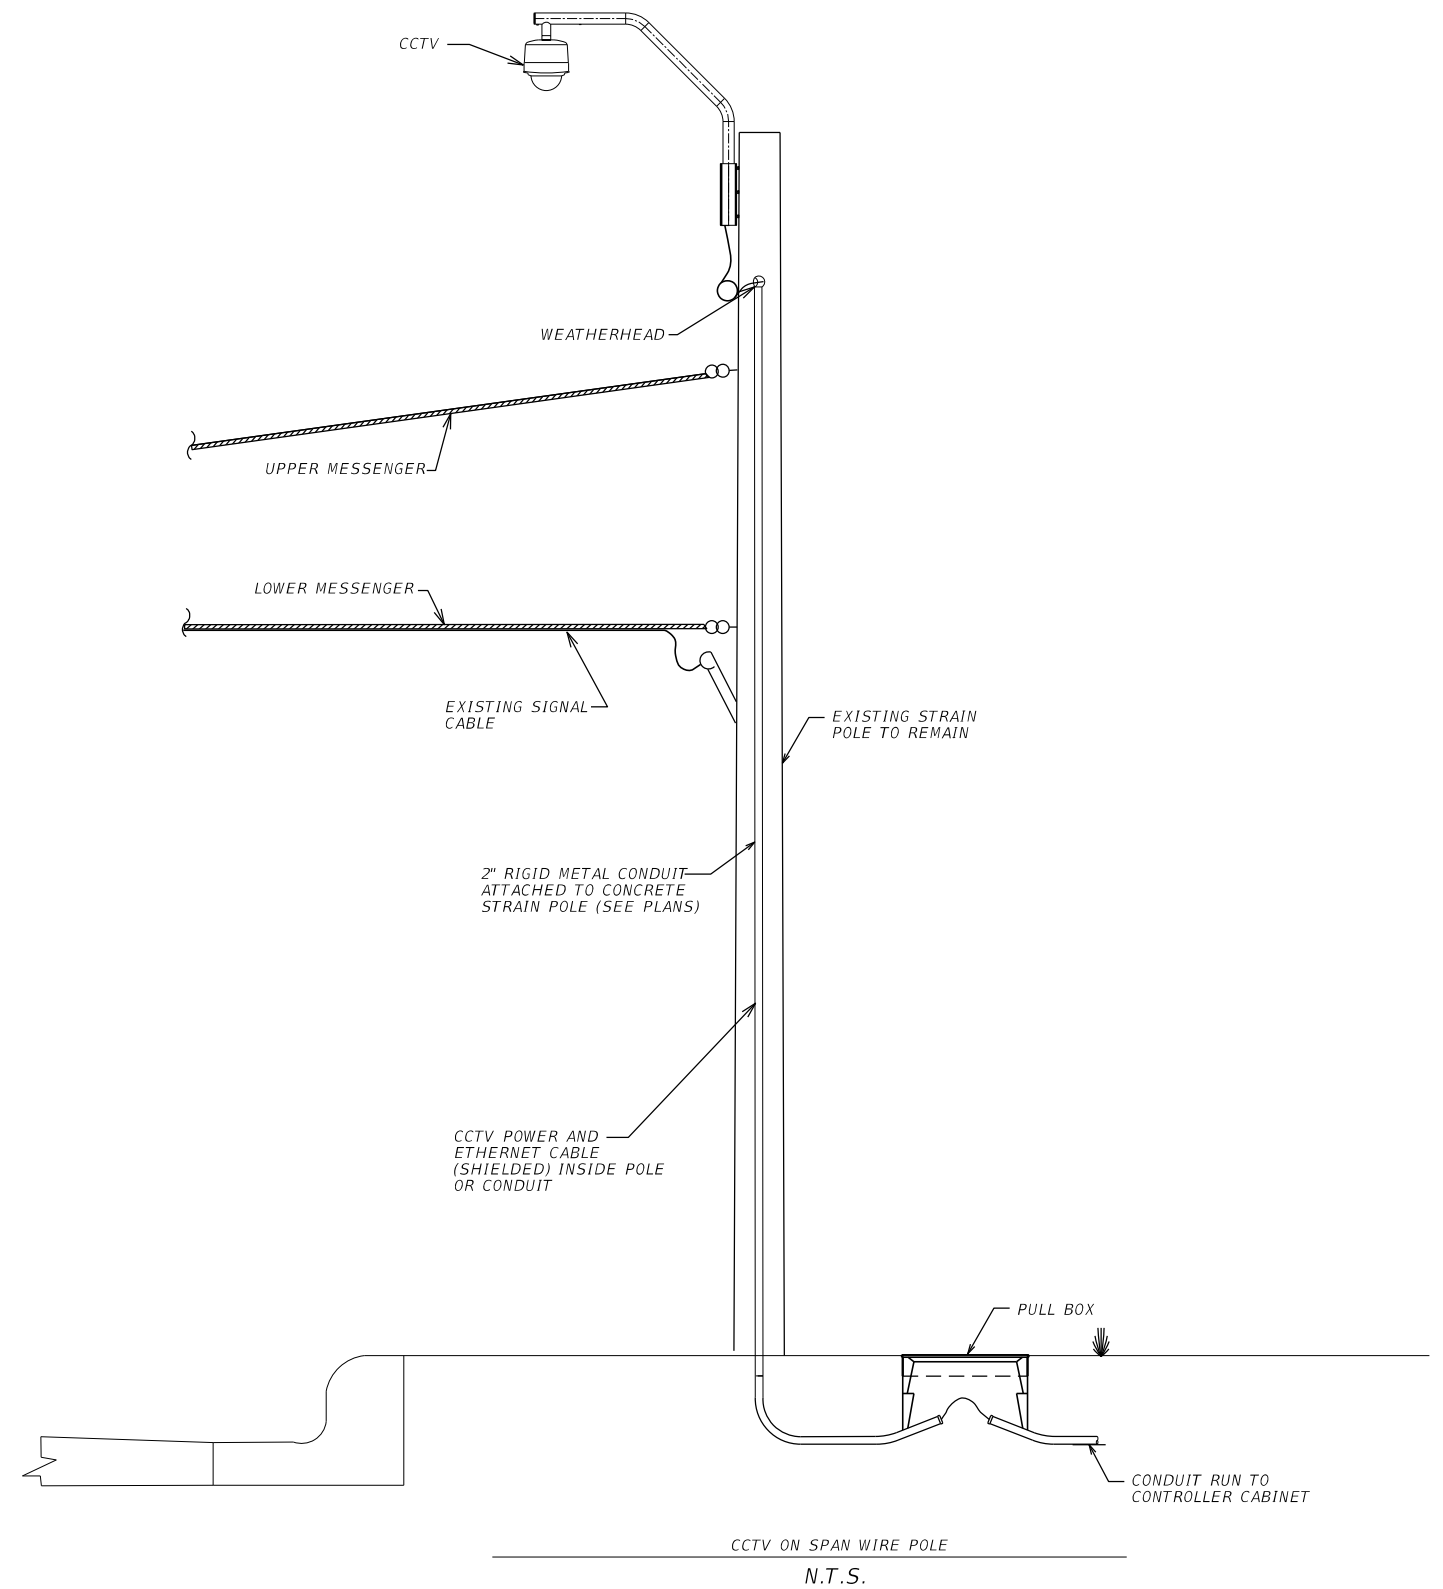 CCTV
WEATHERHEAD
UPPER MESSENGER
LOWER MESSENGER
EXISTING SIGNAL
CABLE
EXISTING STRAIN
POLE TO REMAIN
2" RIGID METAL CONDUIT
ATTACHED TO CONCRETE
STRAIN POLE (SEE PLANS)
CCTV POWER AND
ETHERNET CABLE
(SHIELDED) INSIDE POLE
OR CONDUIT
PULL BOX
CONDUIT RUN TO
CONTROLLER CABINET
CCTV ON SPAN WIRE POLE
N.T.S.